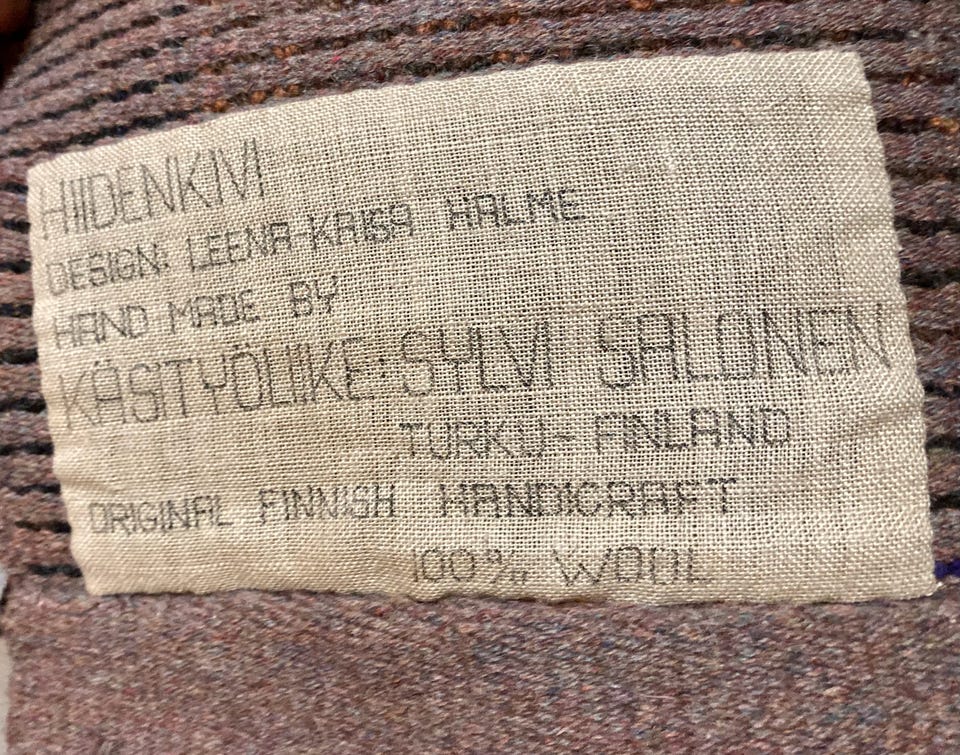 HIIDENKIVI
DESIGN: LEENA-KAISA HALME
HAND MADE BY
KÄSITYÖLIIKE SYLVI SALONEN
TURKU- FINLAND
ORIGINAL FINNISH HANDICRAFT
100% WOOL